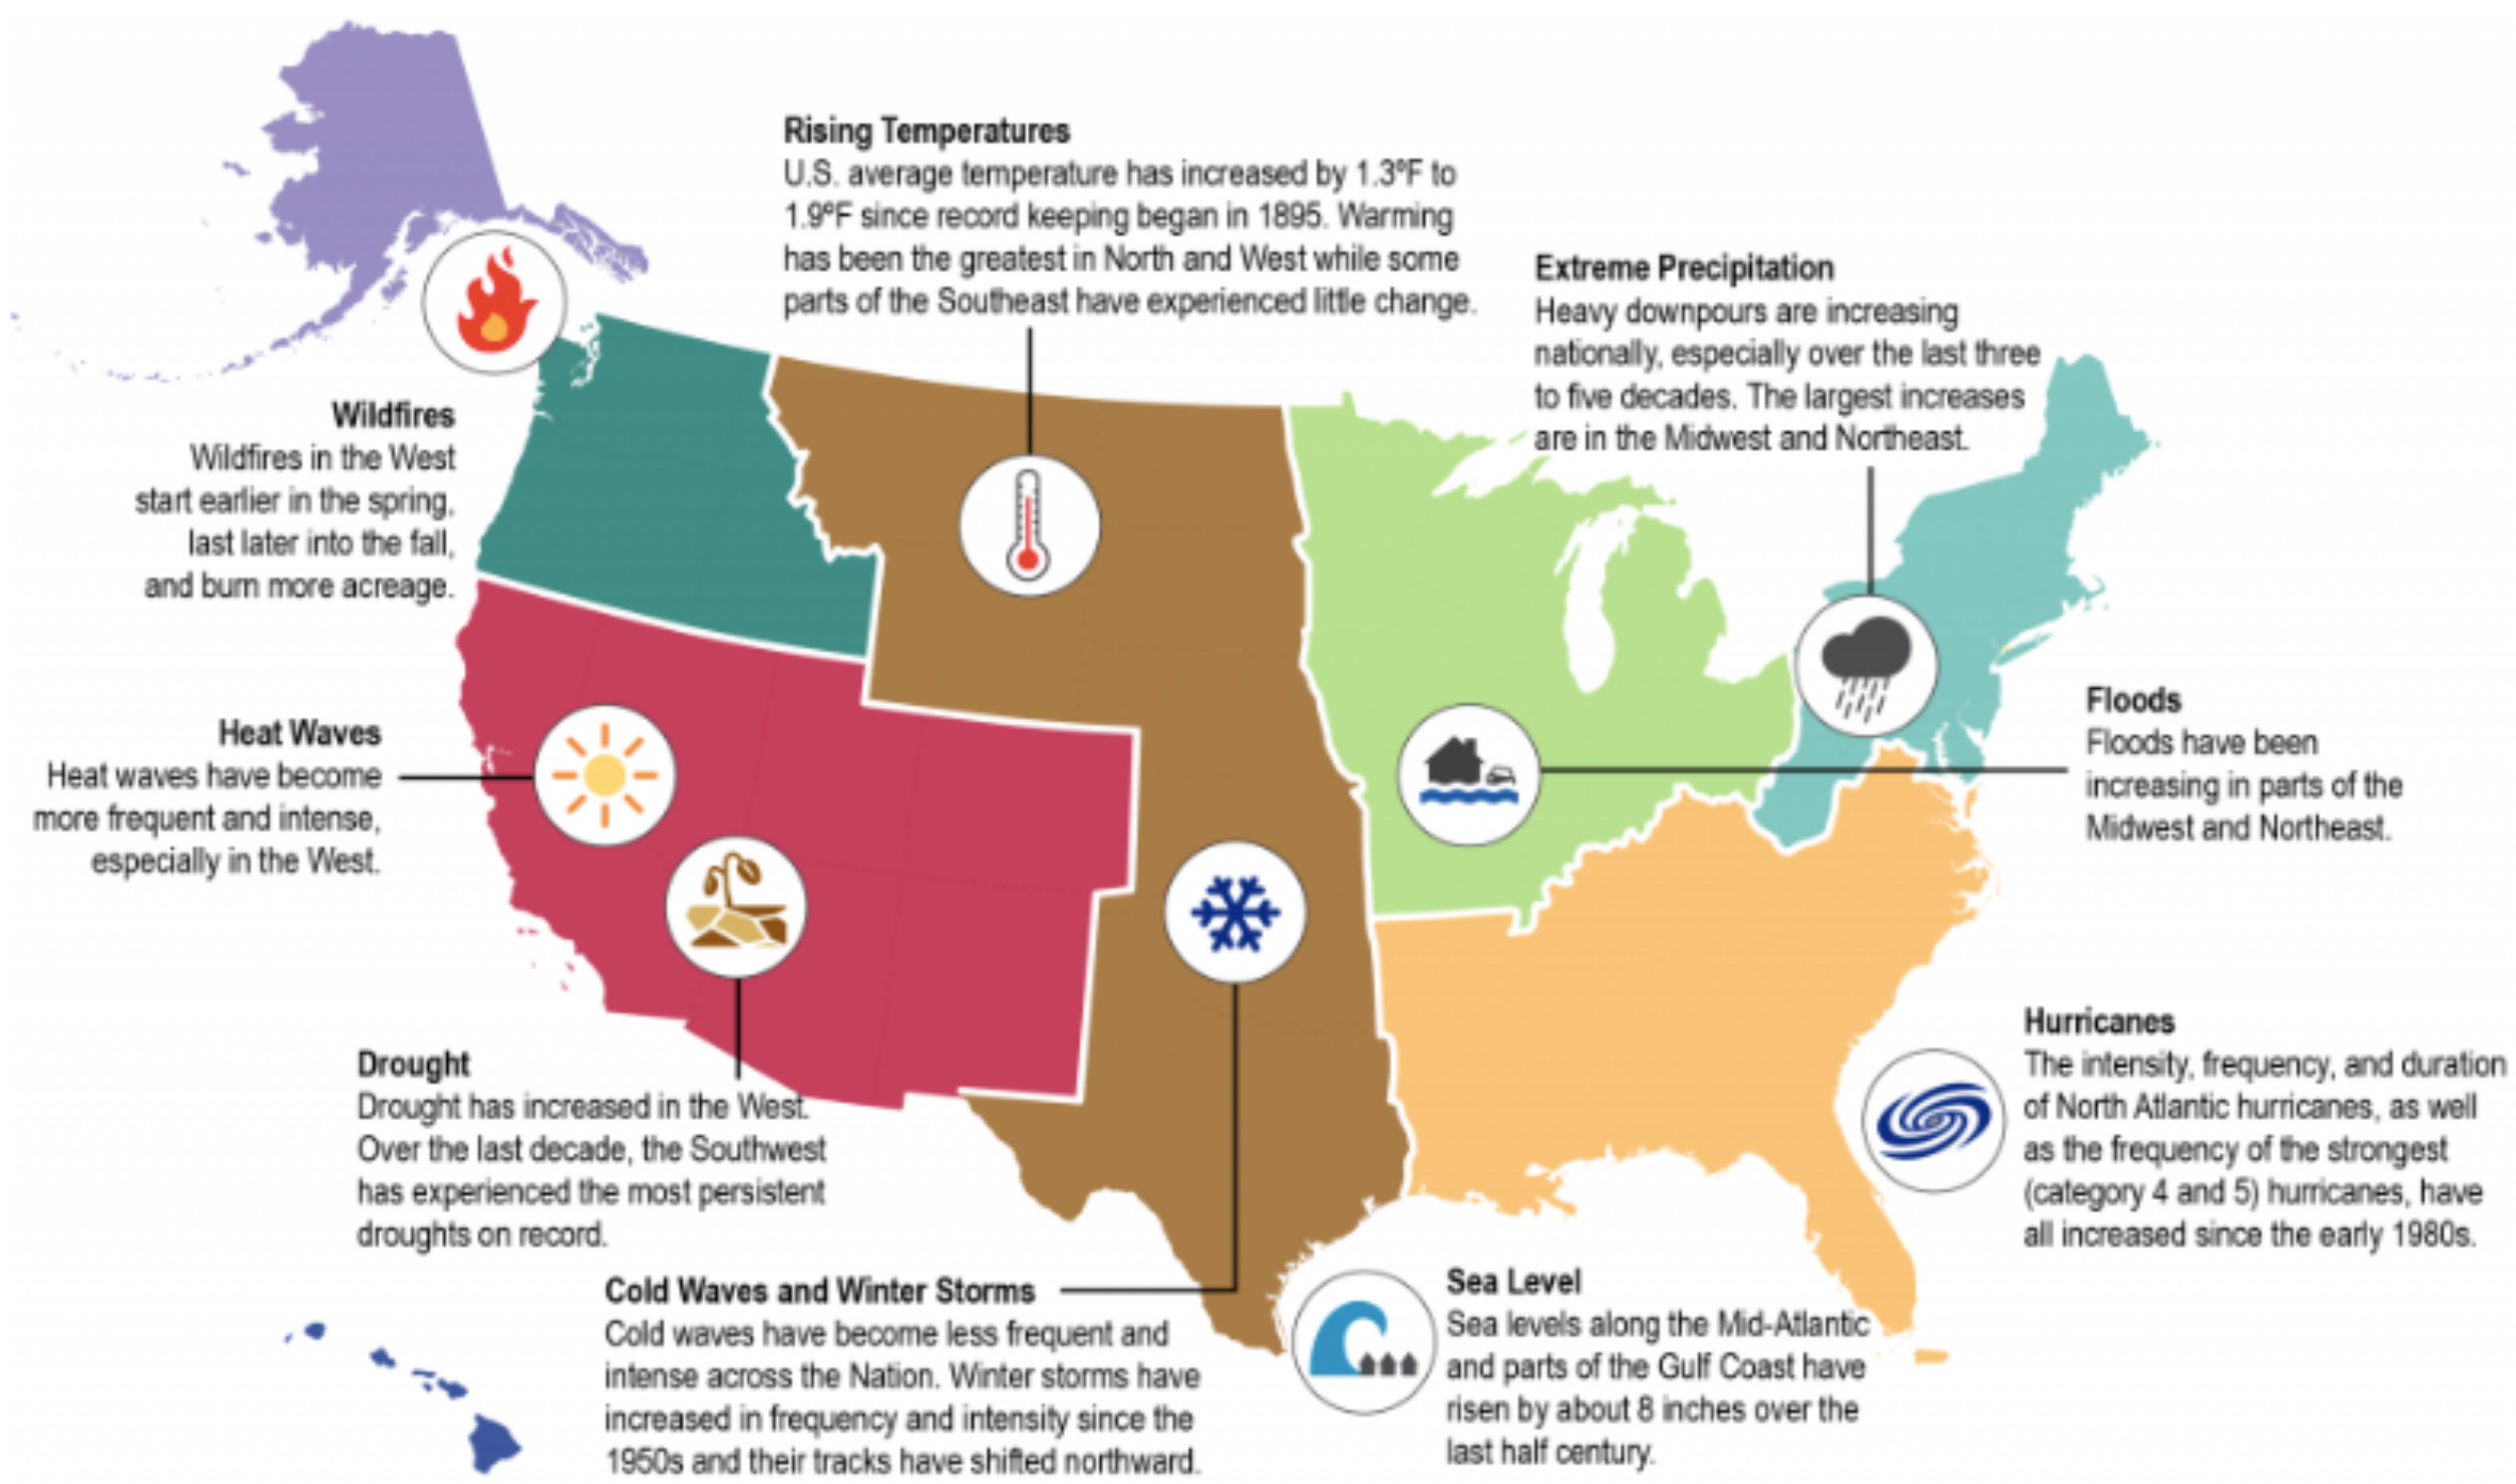 Rising Temperatures
U.S. average temperature has increased by 1.3ºF to
1.9ºF since record keeping began in 1895. Warming
has been the greatest in North and West while some
parts of the Southeast have experienced little change.
Extreme Precipitation
Heavy downpours are increasing
nationally, especially over the last three
to five decades. The largest increases
are in the Midwest and Northeast.
Wildfires
Wildfires in the West
start earlier in the spring,
last later into the fall,
and burn more acreage.
Heat Waves
Heat waves have become
more frequent and intense,
especially in the West.
Floods
Floods have been
increasing in parts of the
Midwest and Northeast.
Drought
Drought has increased in the West.
Over the last decade, the Southwest
has experienced the most persistent
droughts on record.
Hurricanes
The intensity, frequency, and duration
of North Atlantic hurricanes, as well
as the frequency of the strongest
(category 4 and 5) hurricanes, have
all increased since the early 1980s.
Cold Waves and Winter Storms
Cold waves have become less frequent and
intense across the Nation. Winter storms have
increased in frequency and intensity since the
1950s and their tracks have shifted northward.
Sea Level
Sea levels along the Mid-Atlantic
and parts of the Gulf Coast have
risen by about 8 inches over the
last half century.